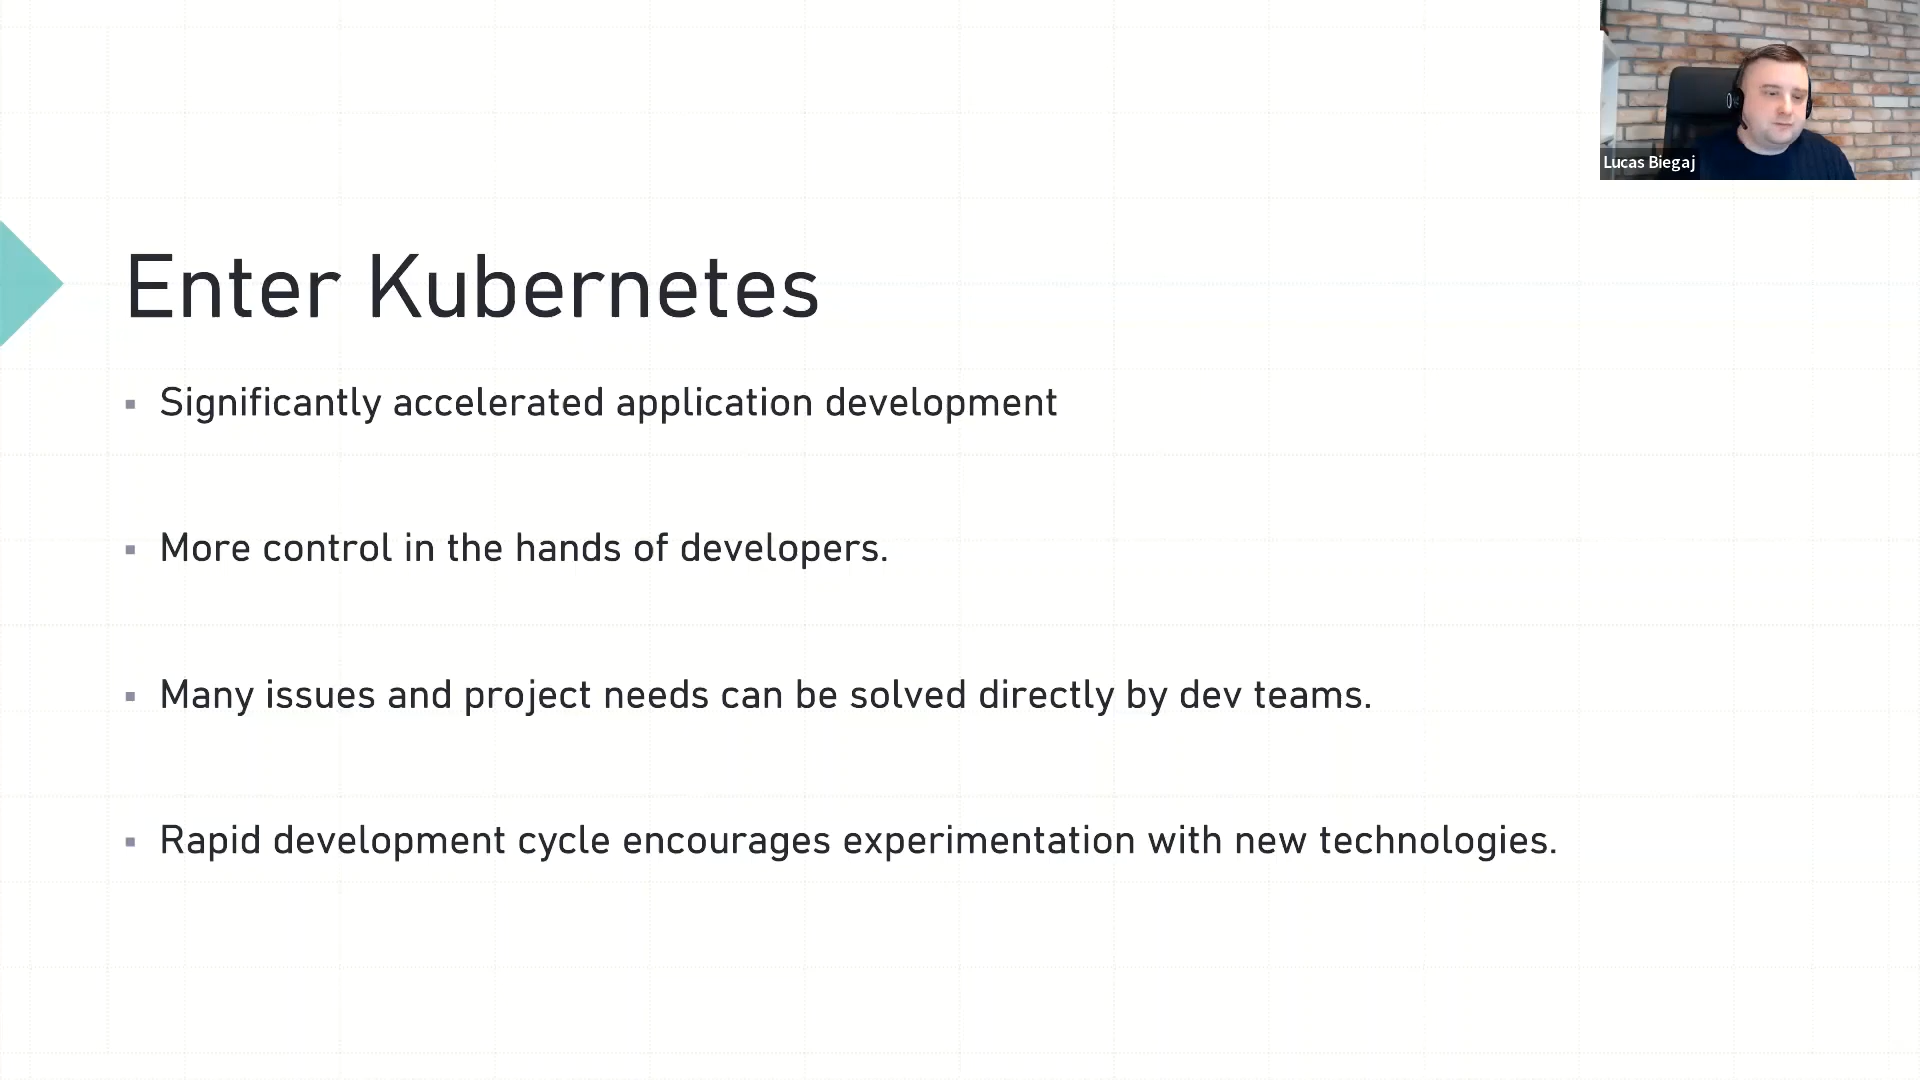 Lucas Biegaj
Enter Kubernetes
▪ Significantly accelerated application development
▪ More control in the hands of developers.
▪ Many issues and project needs can be solved directly by dev teams.
▪ Rapid development cycle encourages experimentation with new technologies.